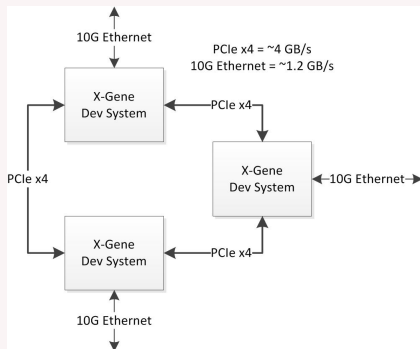 10G Ethernet
PCIe x4 = ~4 GB/s
10G Ethernet = ~1.2 GB/s
X-Gene
Dev System
PCIe x4
X-Gene
Dev System
10G Ethernet
PCIe x4
X-Gene
Dev System
PCIe x4
10G Ethernet